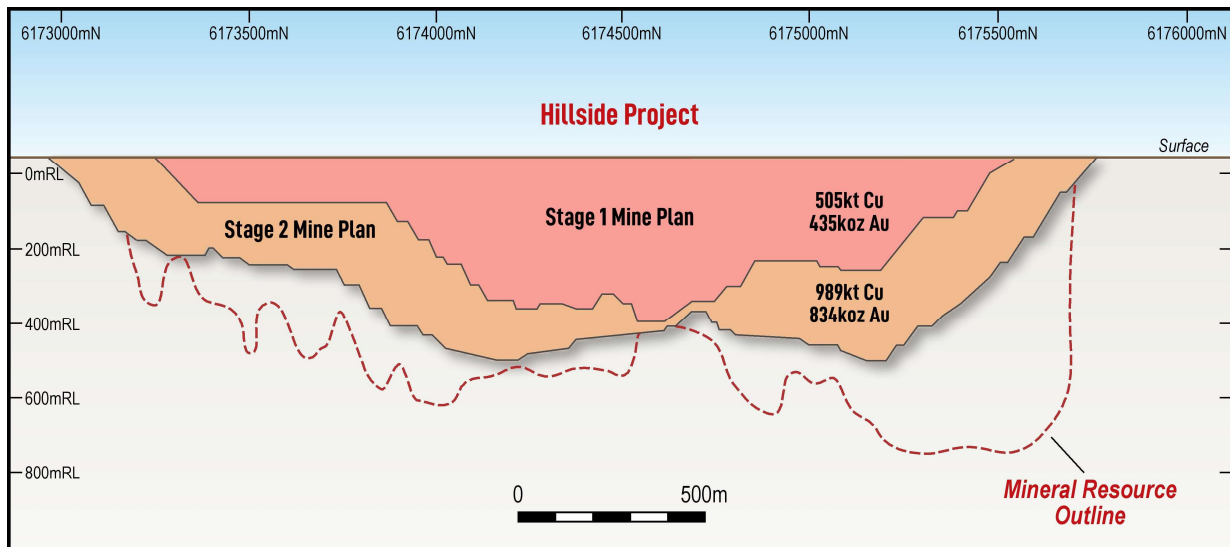 6173000mN 6173500mN 6174000mN 6174500mN 6175000mN 6175500mN 6176000mN
Hillside Project
Surface
0mRL
505kt Cu
435koz Au
Stage 1 Mine Plan
Stage 2 Mine Plan
200mRL
989kt Cu
834koz Au
400mRL
600mRL
800mRL
0 500m
Mineral Resource
Outline